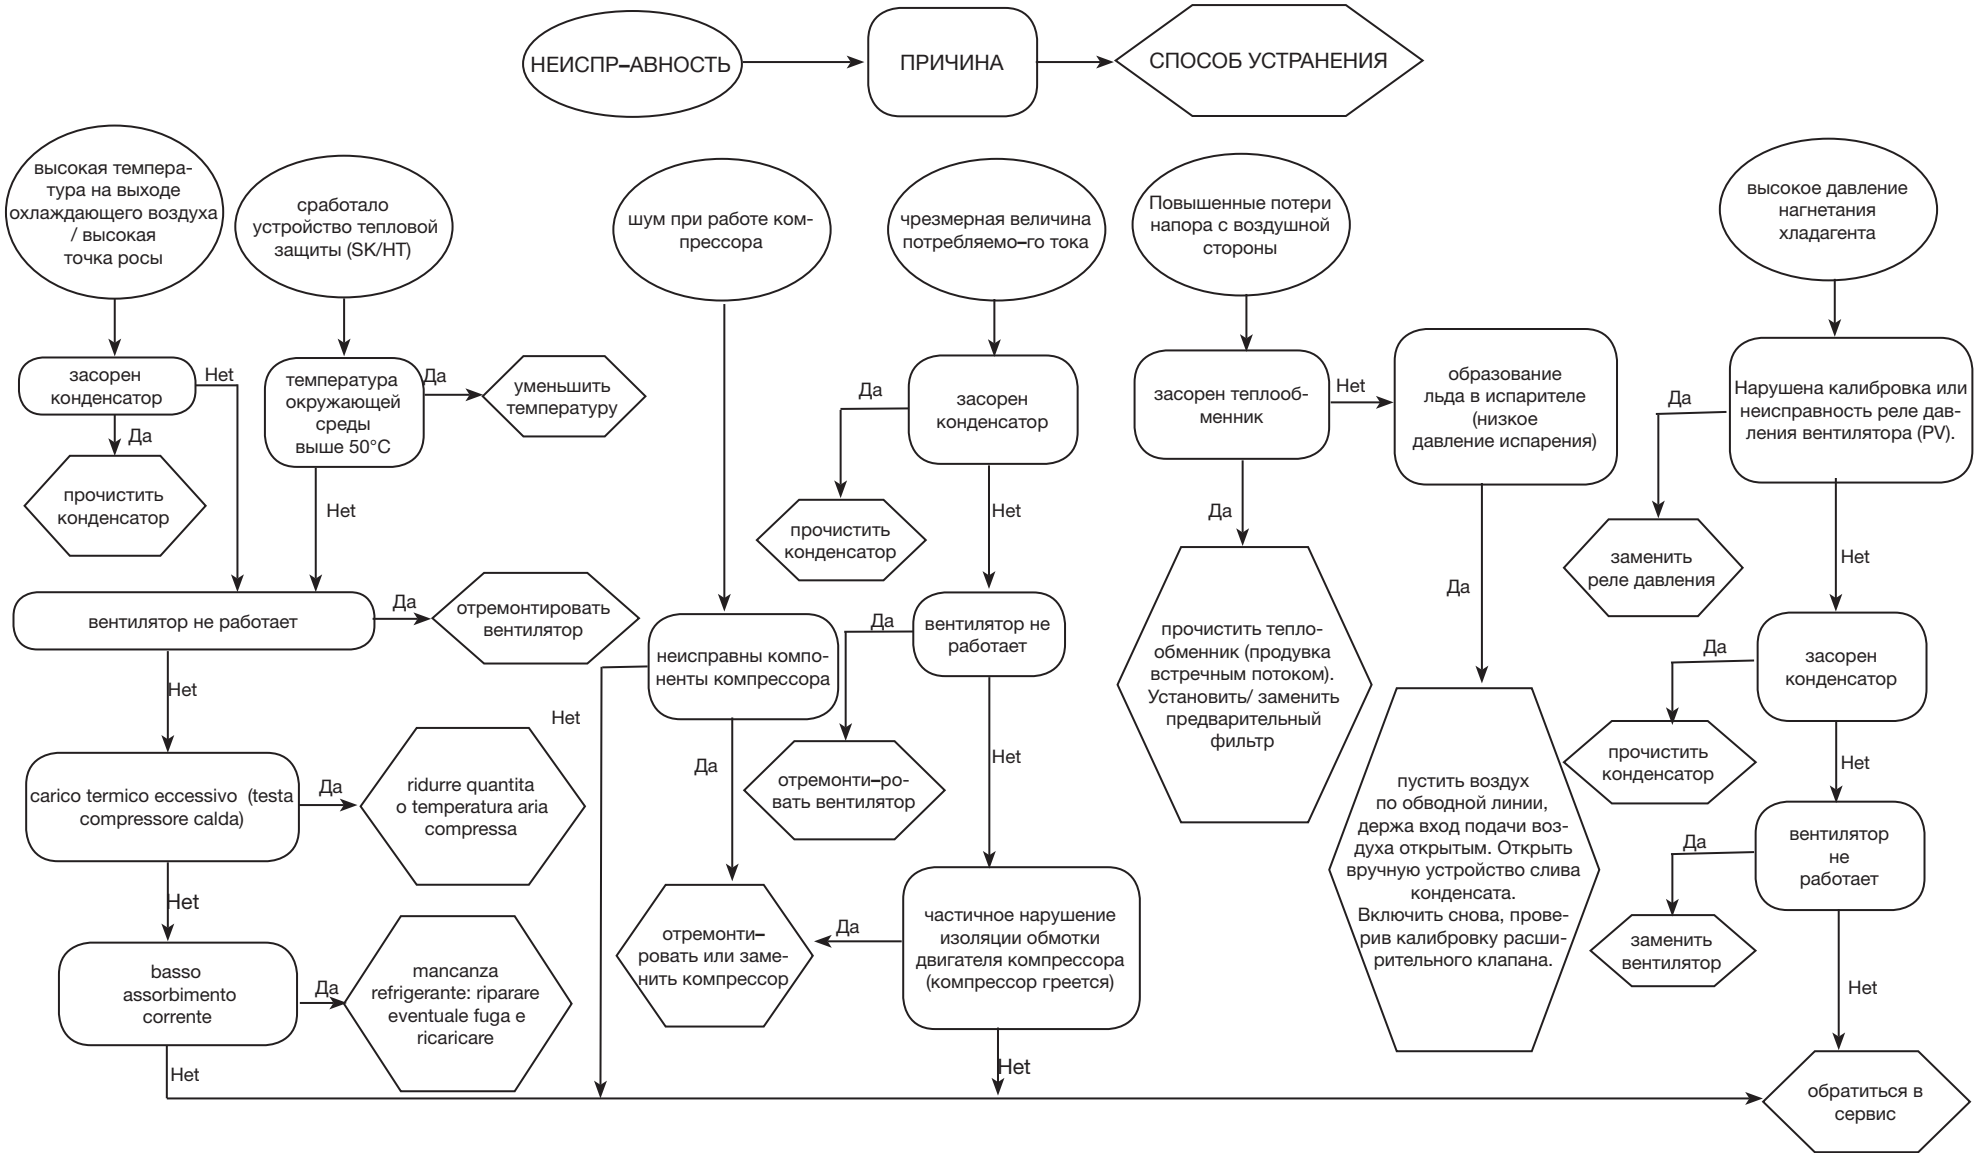 НЕИСПР–АВНОСТЬ
ПРИЧИНА
СПОСОБ УСТРАНЕНИЯ
высокая темпера-
тура на выходе
охлаждающего воздуха
/ высокая
точка росы
засорен
конденсатор
Нет
Да
прочистить
конденсатор
сработало
устройство тепловой
защиты (SK/HT)
температура
окружающей
среды
выше 50°C
Да
уменьшить
температуру
Нет
вентилятор не работает
Да
отремонтировать
вентилятор
Нет
carico termico eccessivo (testa
compressore calda)
Да
ridurre quantita
o temperatura aria
compressa
Нет
basso
assorbimento
corrente
Да
mancanza
refrigerante: riparare
eventuale fuga e
ricaricare
Нет
шум при работе ком-
прессора
неисправны компо-
ненты компрессора
Нет
Да
отремонти–
ровать или заме-
нить компрессор
чрезмерная величина
потребляемо–го тока
засорен
конденсатор
Да
прочистить
конденсатор
Нет
вентилятор не
работает
Да
отремонти–ро-
вать вентилятор
Нет
частичное нарушение
изоляции обмотки
двигателя компрессора
(компрессор греется)
Да
Нет
Повышенные потери
напора с воздушной
стороны
засорен теплооб-
менник
Нет
Да
прочистить тепло-
обменник (продувка
встречным потоком).
Установить/ заменить
предварительный
фильтр
образование
льда в испарителе
(низкое
давление испарения)
Да
пустить воздух
по обводной линии,
держа вход подачи воз-
духа открытым. Открыть
вручную устройство слива
конденсата.
Включить снова, прове-
рив калибровку расши-
рительного клапана.
высокое давление
нагнетания
хладагента
Нарушена калибровка или
неисправность реле дав-
ления вентилятора (PV).
Да
заменить
реле давления
Нет
засорен
конденсатор
Да
прочистить
конденсатор
Нет
вентилятор
не
работает
Да
заменить
вентилятор
Нет
обратиться в
сервис